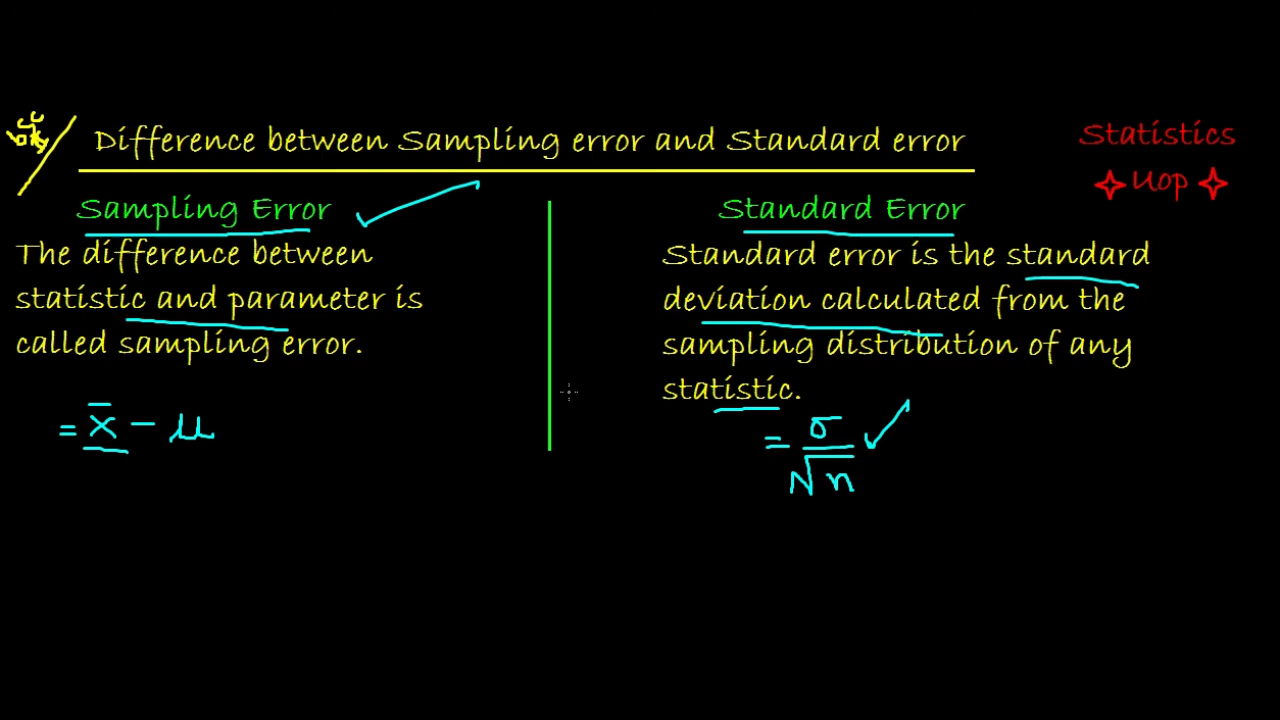 Difference between Sampling error and Standard error
Statistics
Uop
Sampling Error
The difference between
statistic and parameter is
called sampling error.
= x̄ - μ
Standard Error
Standard error is the standard
deviation calculated from the
sampling distribution of any
statistic.
= σ/√n